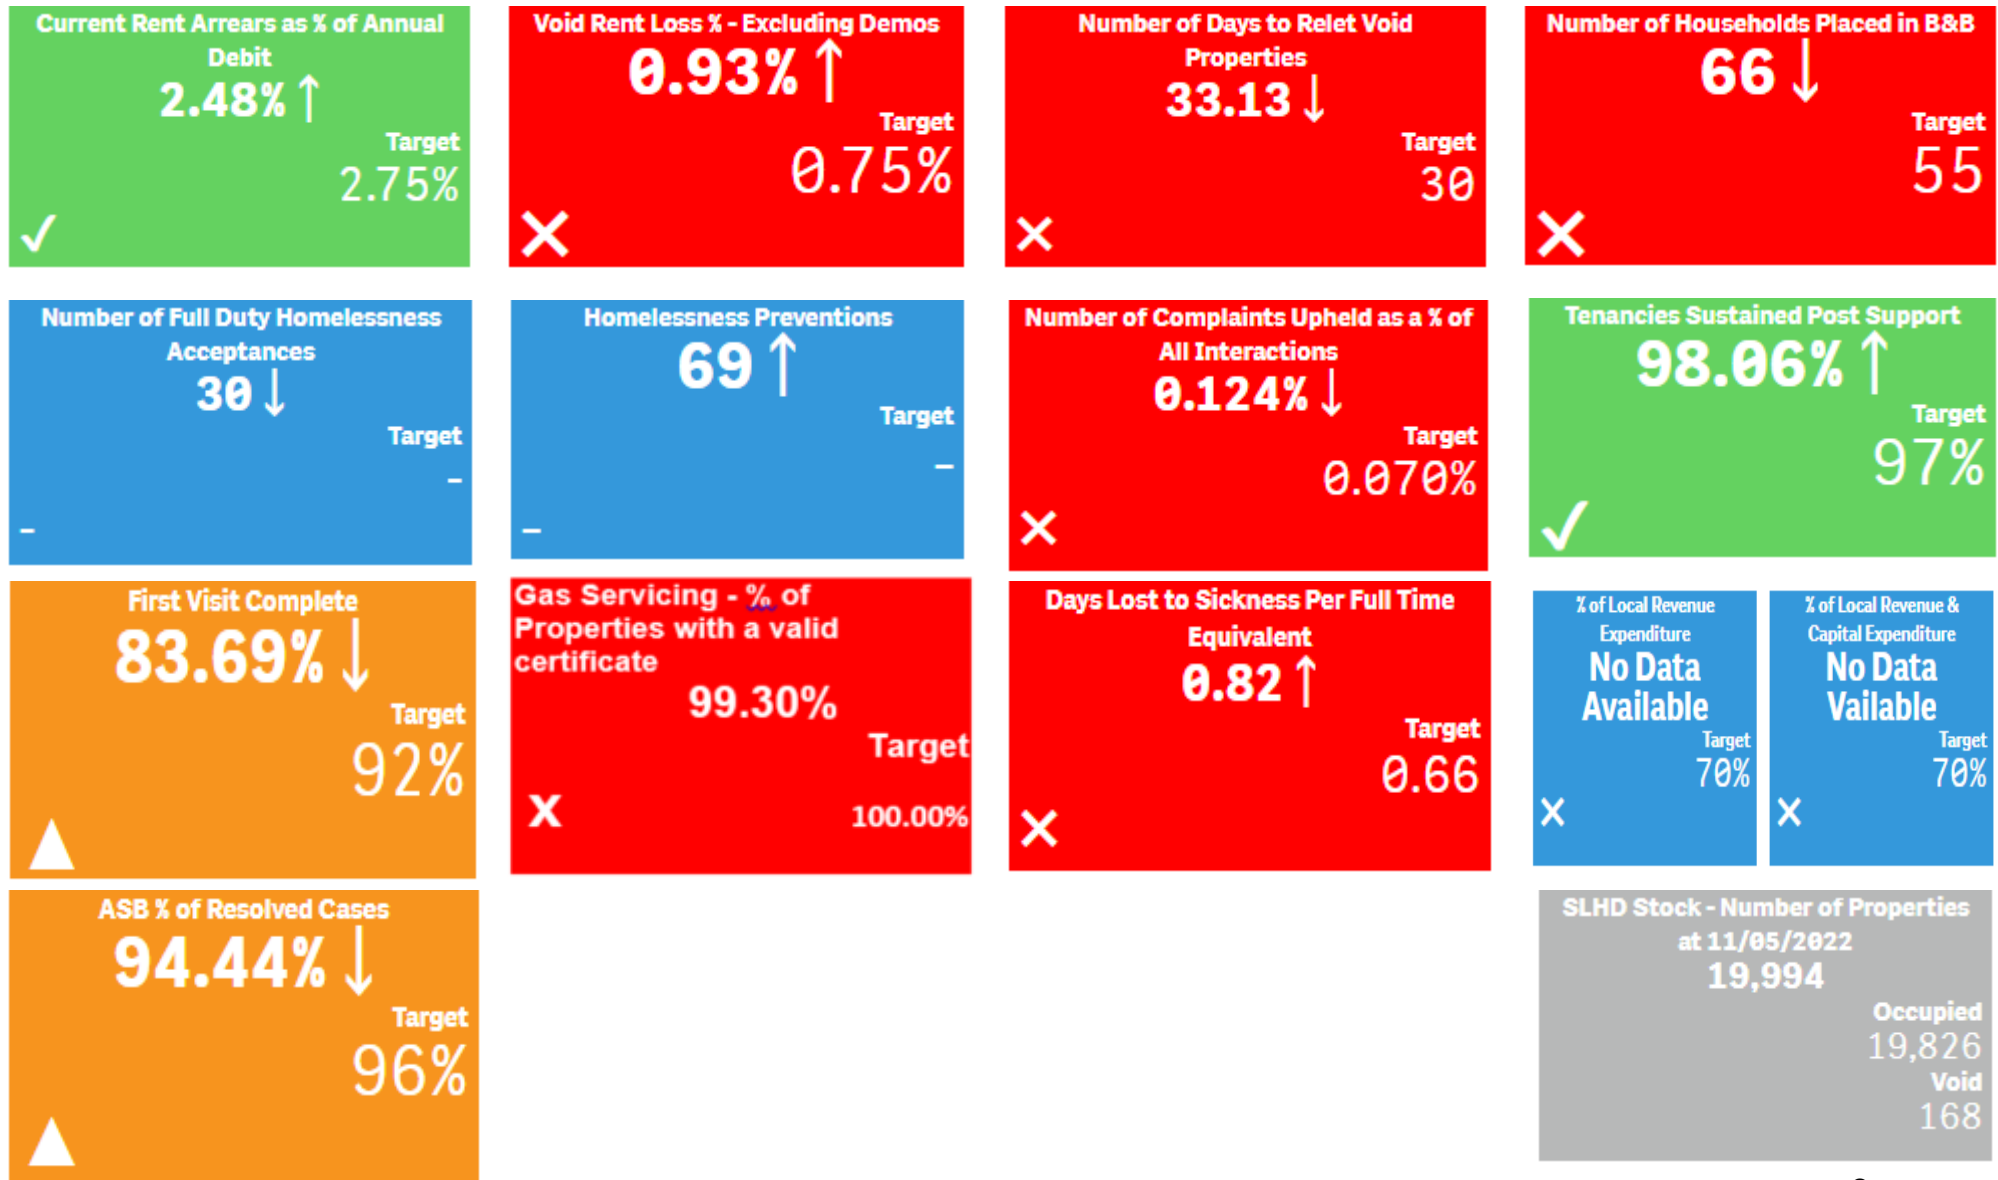 Current Rent Arrears as % of Annual
Debit
2.48% ↑
Target
2.75%
✓
Void Rent Loss % - Excluding Demos
0.93% ↑
Target
0.75%
✕
Number of Days to Relet Void
Properties
33.13 ↓
Target
30
✕
Number of Households Placed in B&B
66 ↓
Target
55
✕
Number of Full Duty Homelessness
Acceptances
30 ↓
Target
–
–
Homelessness Preventions
69 ↑
Target
–
–
Number of Complaints Upheld as a % of
All Interactions
0.124% ↓
Target
0.070%
✕
Tenancies Sustained Post Support
98.06% ↑
Target
97%
✓
First Visit Complete
83.69% ↓
Target
92%
▲
Gas Servicing - % of
Properties with a valid
certificate
99.30%
Target
X
100.00%
Days Lost to Sickness Per Full Time
Equivalent
0.82 ↑
Target
0.66
✕
% of Local Revenue
Expenditure
No Data
Available
Target
70%
✕
% of Local Revenue &
Capital Expenditure
No Data
Vailable
Target
70%
✕
ASB % of Resolved Cases
94.44% ↓
Target
96%
▲
SLHD Stock - Number of Properties
at 11/05/2022
19,994
Occupied
19,826
Void
168